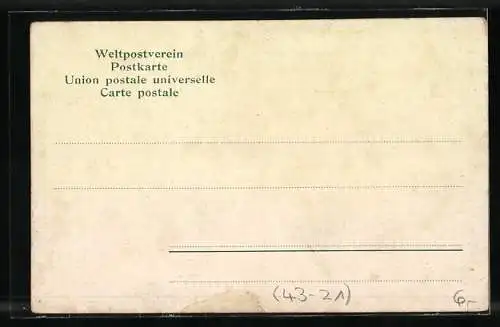 Weltpostverein
Postkarte
Union postale universelle
Carte postale
(43-21)
6,-